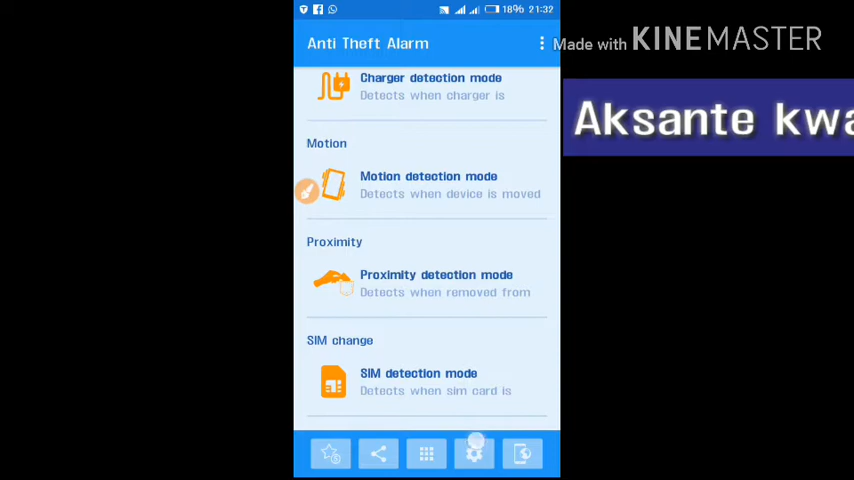 18% 21:32
Anti Theft Alarm
Made with KINEMASTER
Aksante kwa
Charger detection mode
Detects when charger is
Motion
Motion detection mode
Detects when device is moved
Proximity
Proximity detection mode
Detects when removed from
SIM change
SIM detection mode
Detects when sim card is